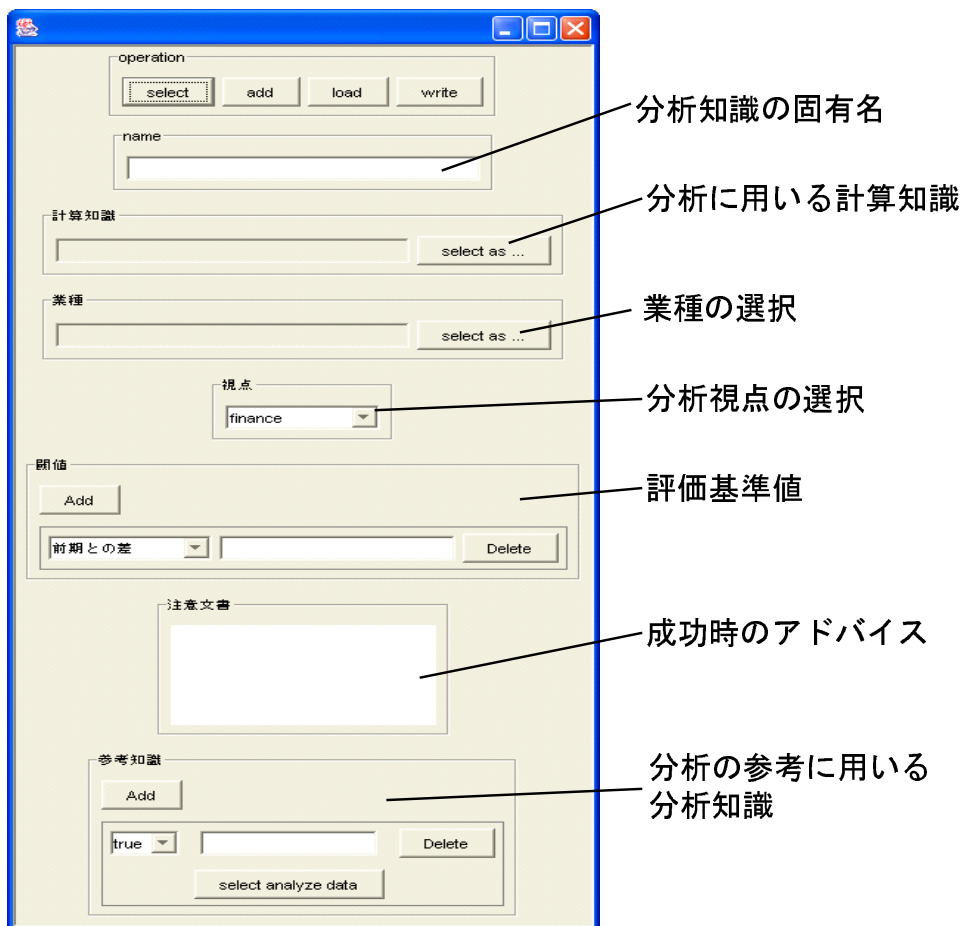 operation
select add load write
分析知識の固有名
name
分析に用いる計算知識
計算知識
select as ...
業種の選択
業種
select as ...
視点
分析視点の選択
finance
閾値
評価基準値
Add
前期との差 Delete
注意文書
成功時のアドバイス
参考知識
分析の参考に用いる
分析知識
Add
true Delete
select analyze data